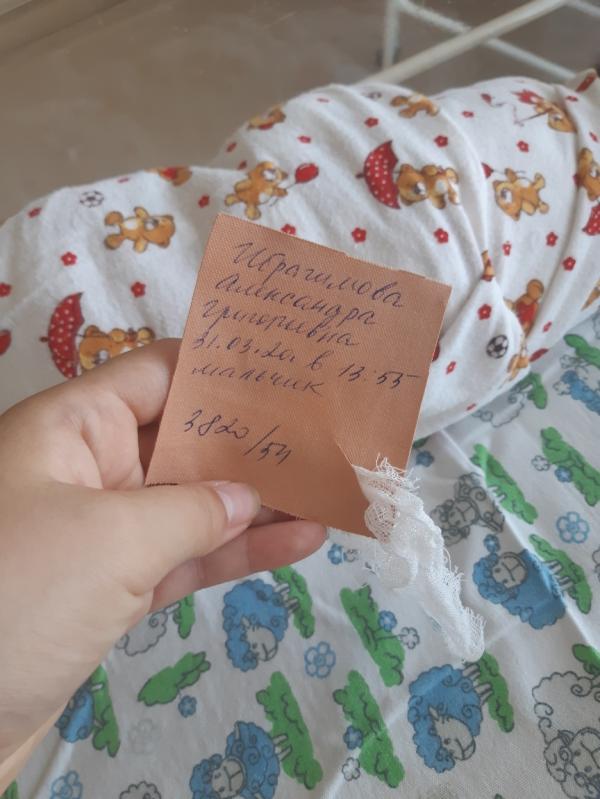 Ибрагимова
Александра
Григорьевна
31.03.20. в 13:55
мальчик
3820/54